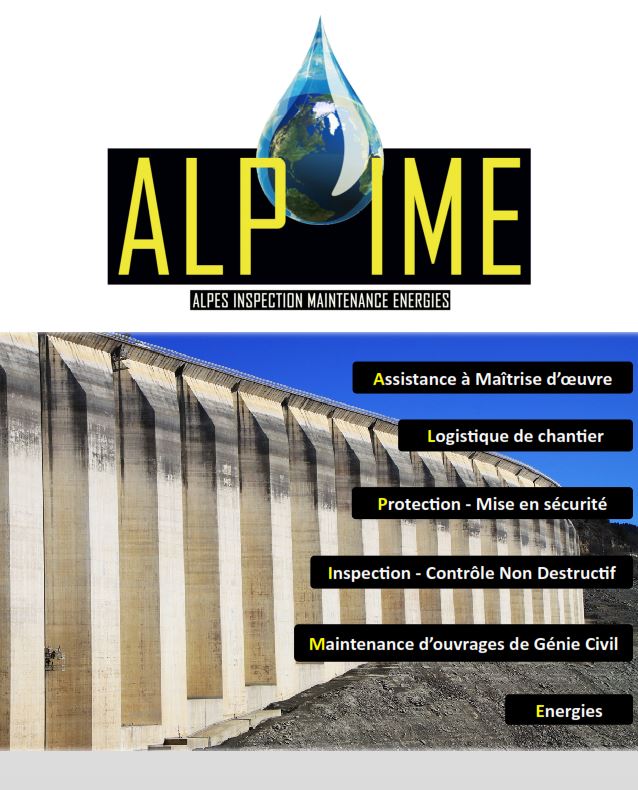 ALP IME
ALPES INSPECTION MAINTENANCE ENERGIES
Assistance à Maîtrise d'œuvre
Logistique de chantier
Protection - Mise en sécurité
Inspection - Contrôle Non Destructif
Maintenance d'ouvrages de Génie Civil
Energies